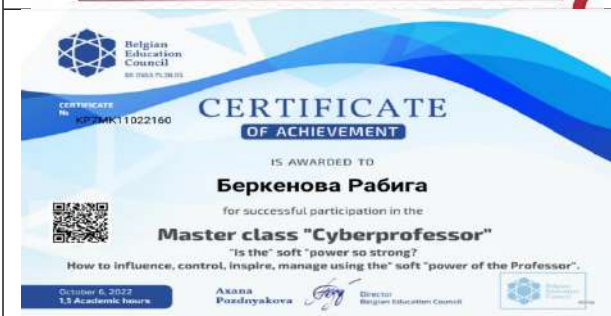 Belgian
Education
Council
CERTIFICATE
№ KPZMK11022160
CERTIFICATE
OF ACHIEVEMENT
IS AWARDED TO
Беркенова Рабига
for successful participation in the
Master class "Cyberprofessor"
"Is the" soft "power so strong?
How to influence, control, inspire, manage using the" soft "power of the Professor".
October 6, 2022
1,5 Academic hours
Axana
Pozdnyakova
Director
Belgian Education Council